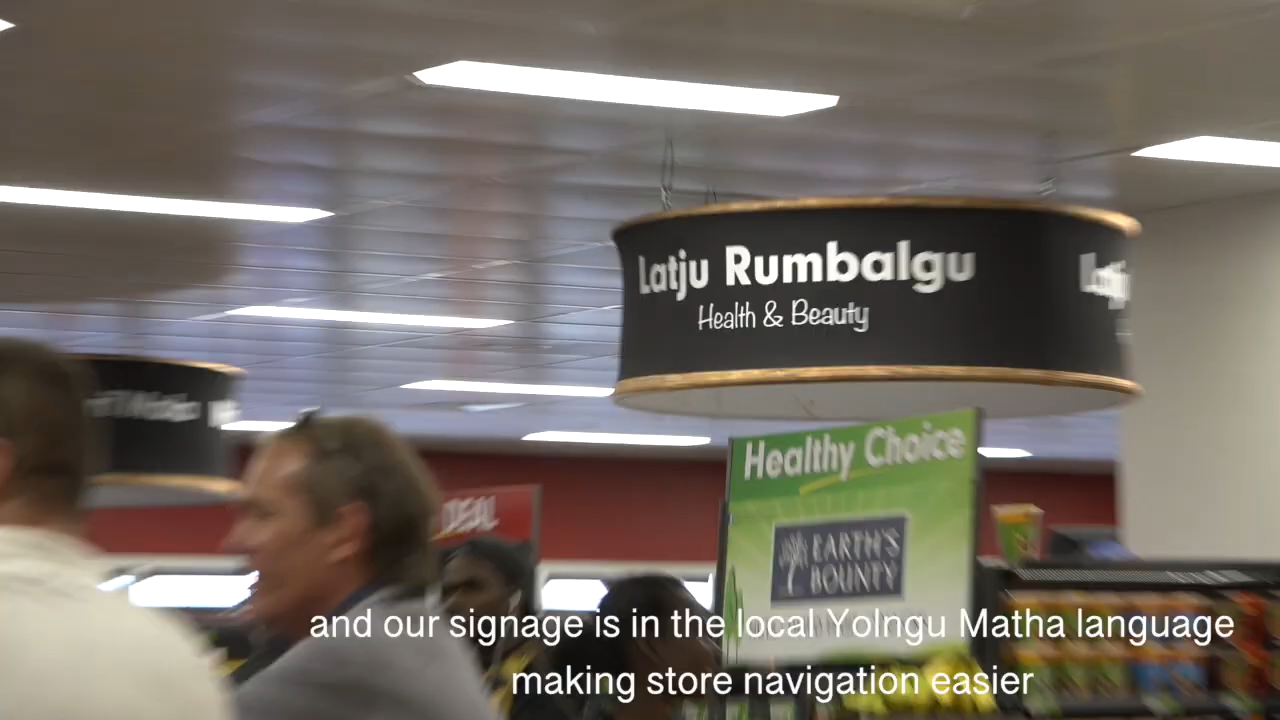 Latju Rumbalgu
Health & Beauty
Healthy Choice
EARTH'S
BOUNTY
DEAL
and our signage is in the local Yolngu Matha language
making store navigation easier